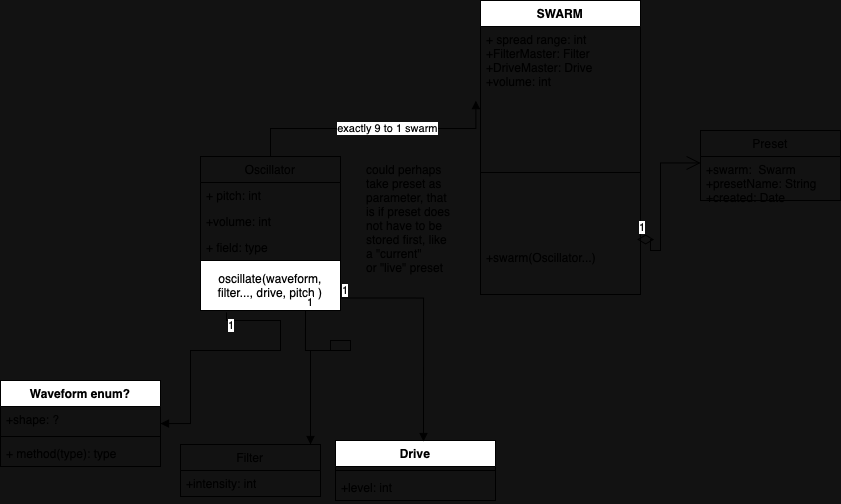 SWARM
+ spread range: int
+FilterMaster: Filter
+DriveMaster: Drive
+volume: int
exactly 9 to 1 swarm
Preset
+swarm:  Swarm
+presetName: String
+created: Date
Oscillator
+ pitch: int
+volume: int
+ field: type
could perhaps
take preset as
parameter, that
is if preset does
not have to be
stored first, like
a "current"
or "live" preset
1
+swarm(Oscillator...)
oscillate(waveform,
filter..., drive, pitch )
1
1
1
Waveform enum?
+shape: ?
+ method(type): type
Filter
+intensity: int
Drive
+level: int